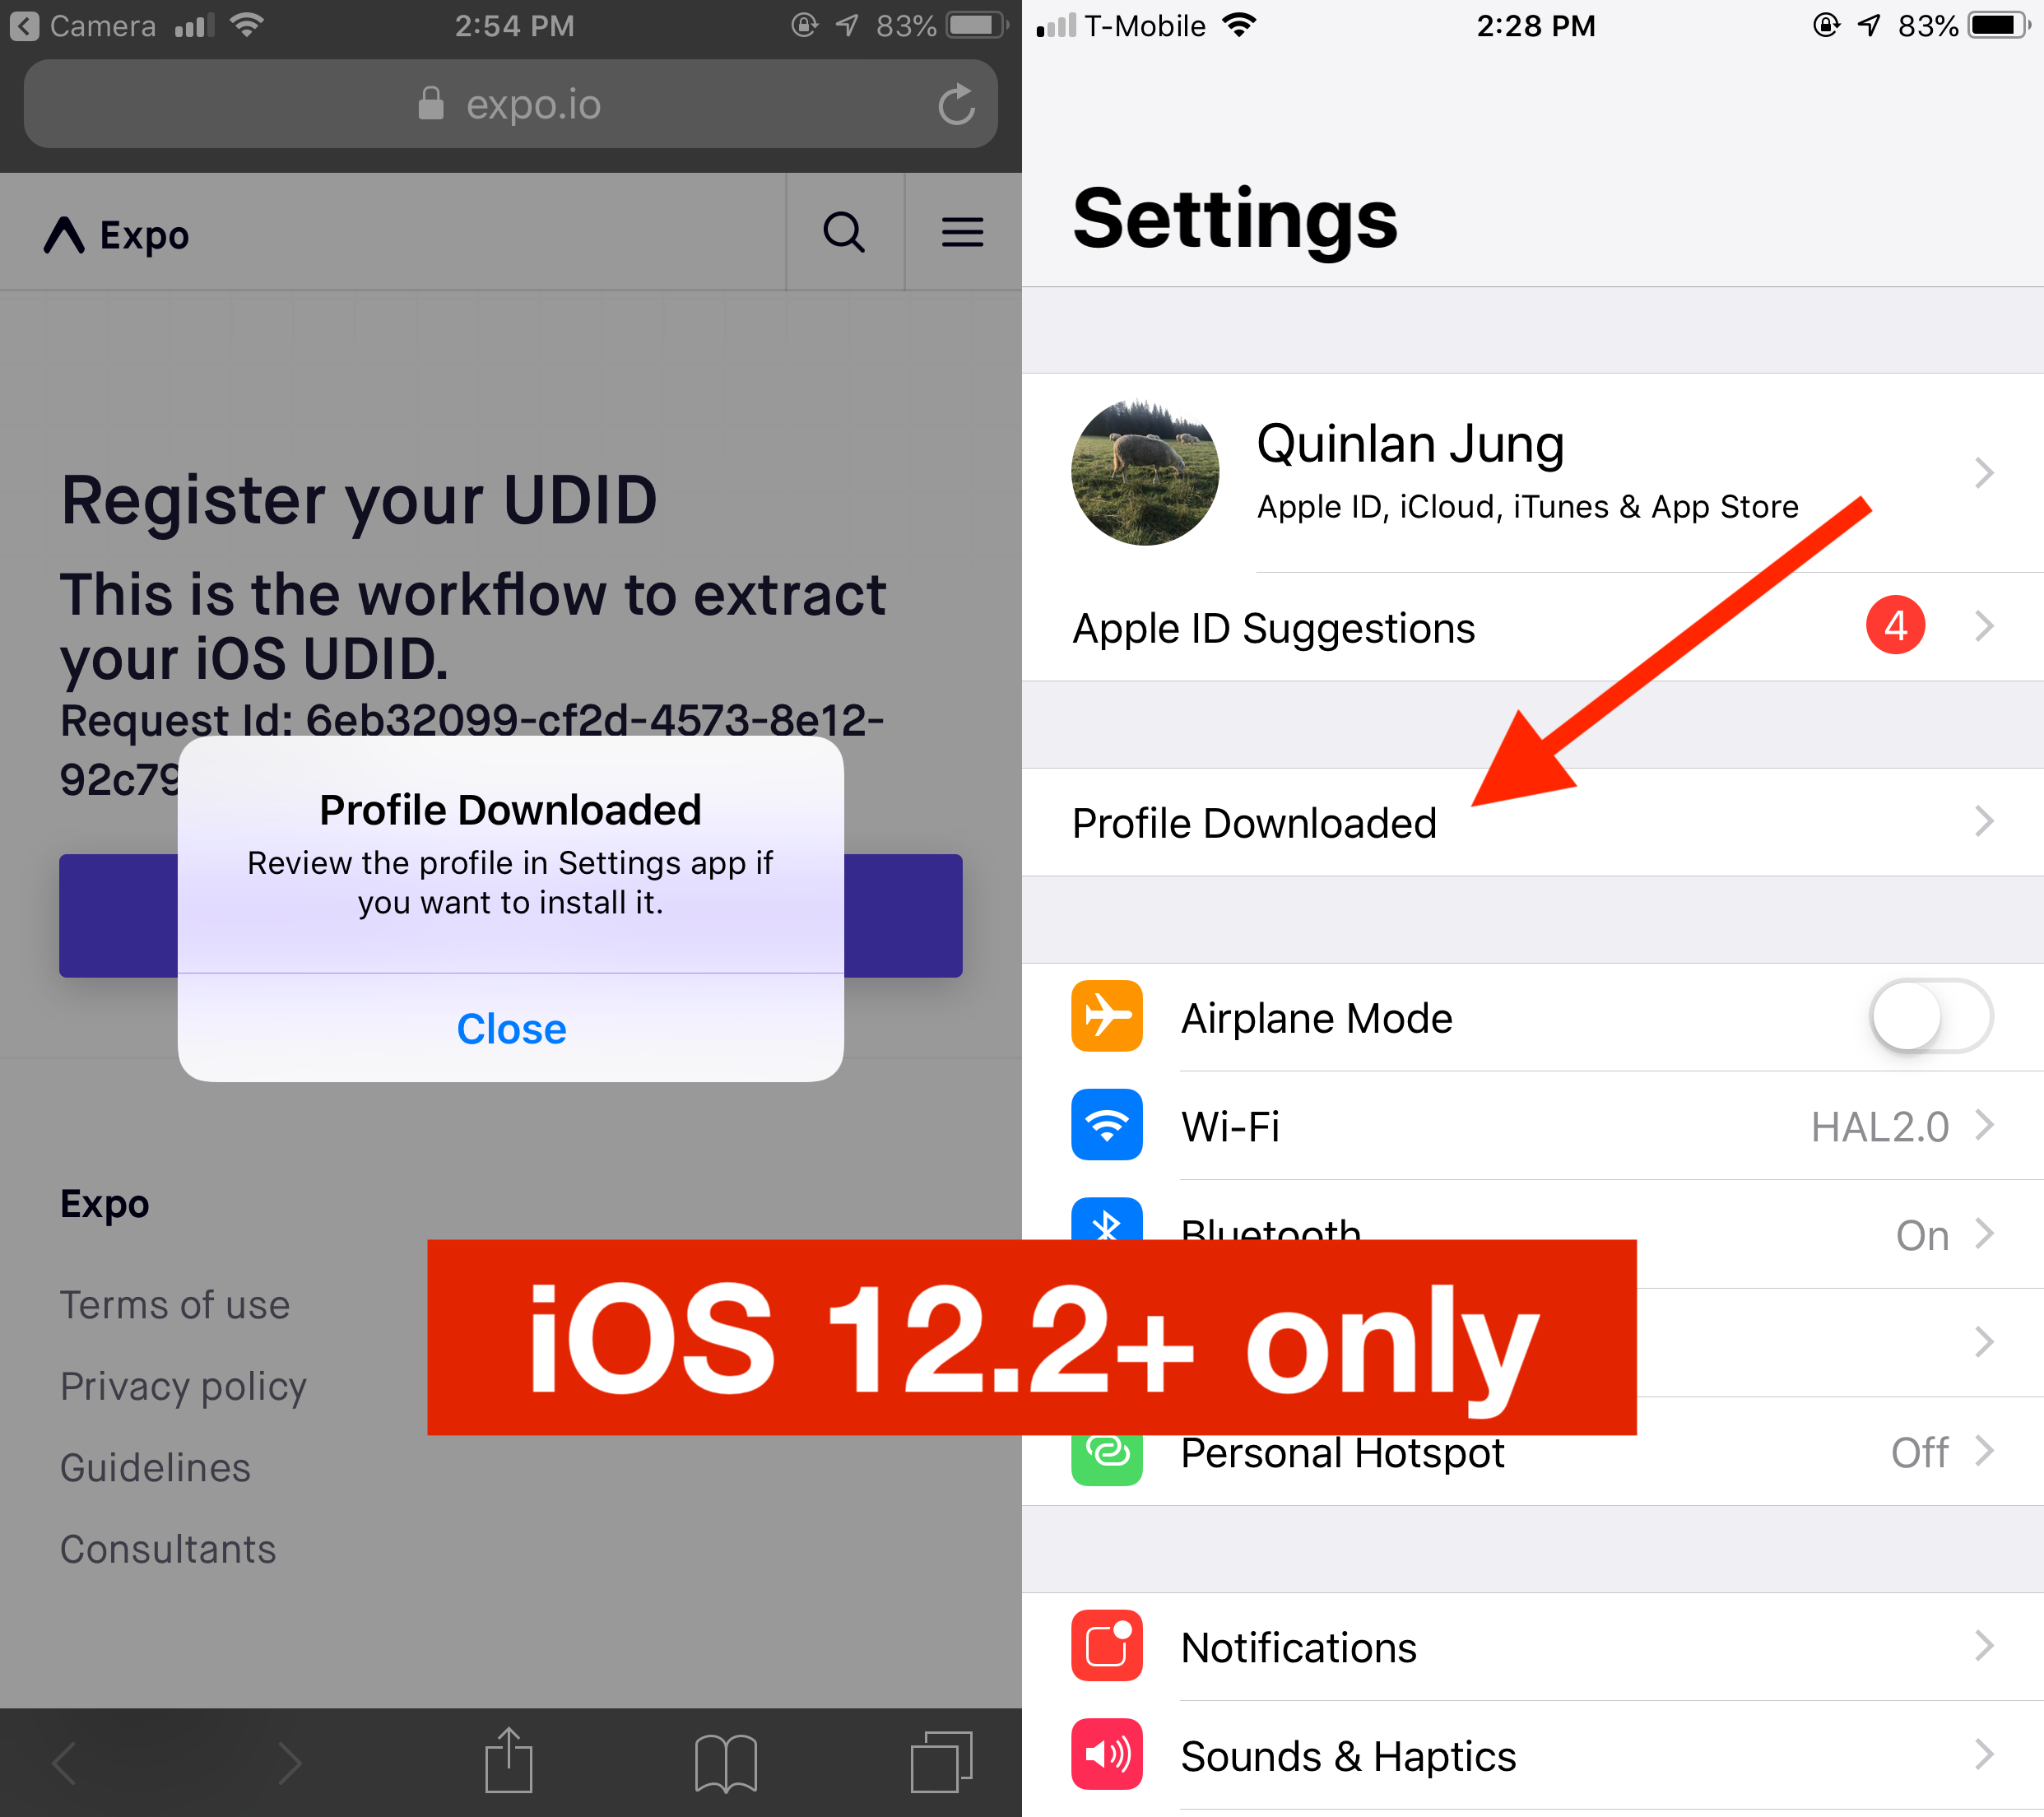 Camera
2:54 PM
83%
expo.io
Expo
Register your UDID
This is the workflow to extract
your iOS UDID.
Request Id: 6eb32099-cf2d-4573-8e12-
92c79
Profile Downloaded
Review the profile in Settings app if
you want to install it.
Close
Expo
Terms of use
Privacy policy
Guidelines
Consultants
T-Mobile
2:28 PM
83%
Settings
Quinlan Jung
Apple ID, iCloud, iTunes & App Store
Apple ID Suggestions 4
Profile Downloaded
Airplane Mode
Wi-Fi HAL2.0
Bluetooth On
iOS 12.2+ only
Personal Hotspot Off
Notifications
Sounds & Haptics